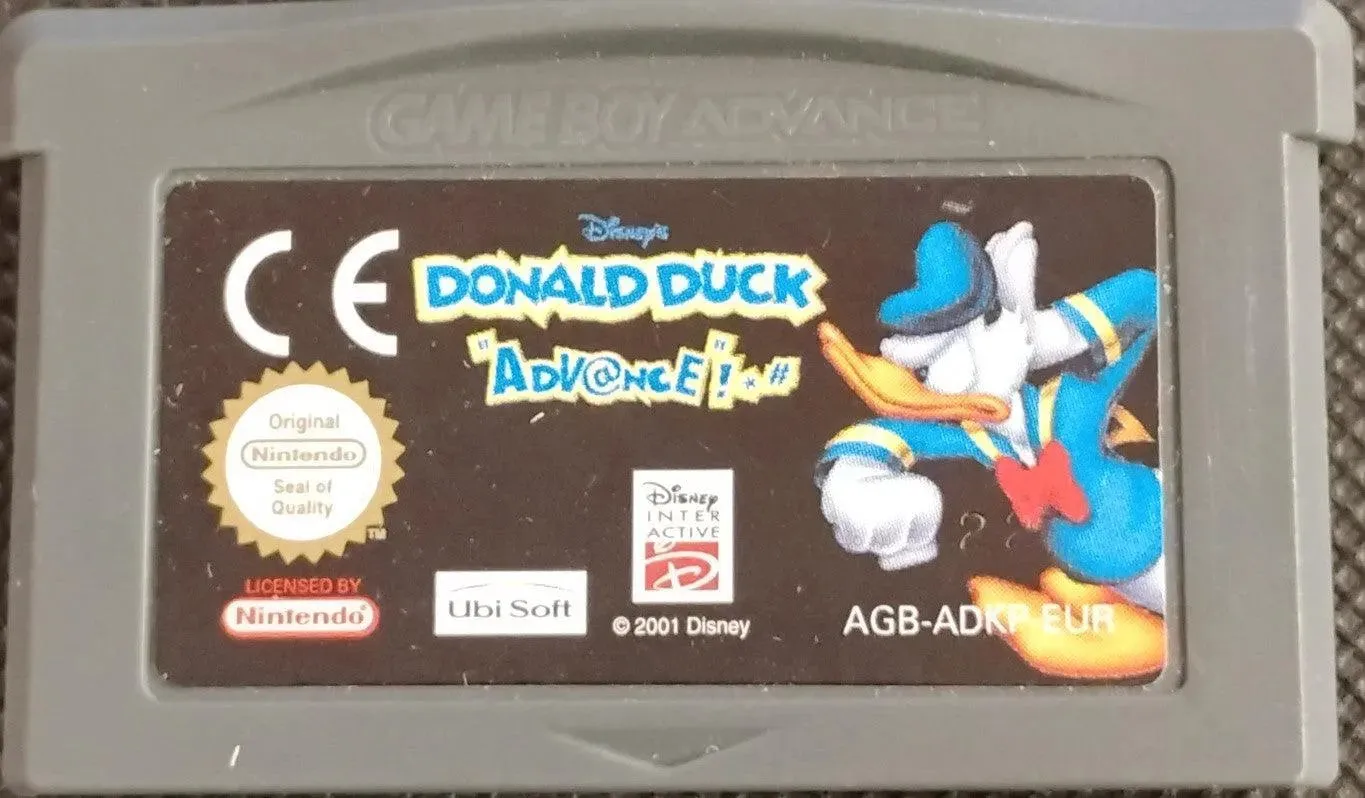 GAME BOY ADVANCE
CE
Disney's
DONALD DUCK
"ADV@NCE"!*#
Original
Nintendo
Seal of
Quality
TM
LICENSED BY
Nintendo®
Ubi Soft
DISNEY
INTER
ACTIVE
© 2001 Disney
AGB-ADKP-EUR